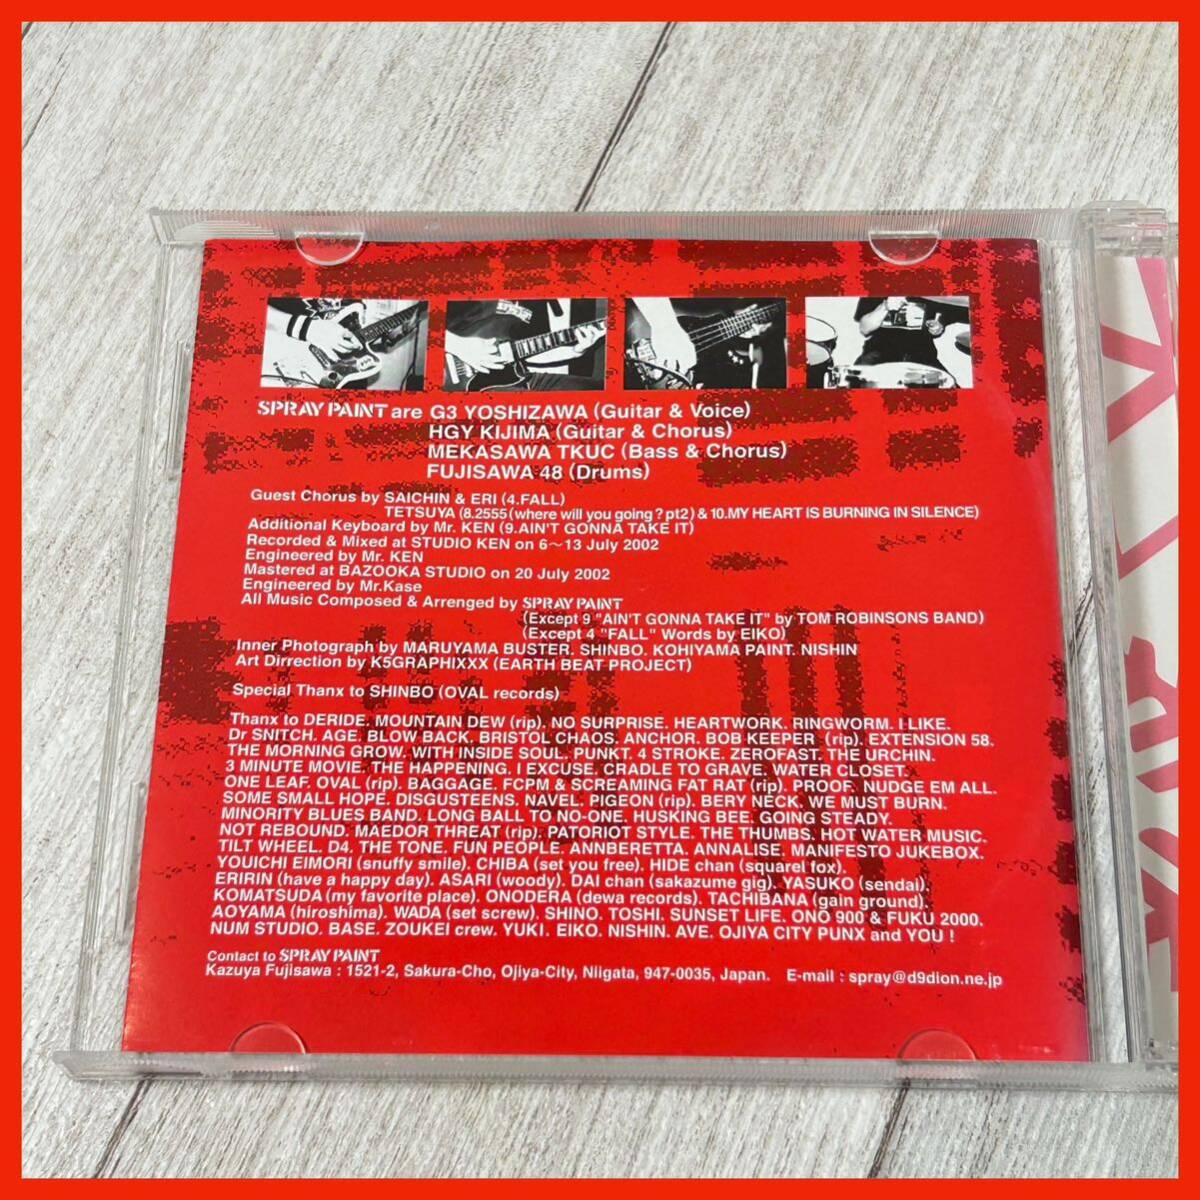 SPRAY PAINT are G3 YOSHIZAWA (Guitar & Voice)
HGY KIJIMA (Guitar & Chorus)
MEKASAWA TKUC (Bass & Chorus)
FUJISAWA 48 (Drums)
Guest Chorus by SAICHIN & ERI (4.FALL)
TETSUYA (8.2555 (where will you going? pt2) & 10.MY HEART IS BURNING IN SILENCE)
Additional Keyboard by Mr. KEN (9.AIN'T GONNA TAKE IT)
Recorded & Mixed at STUDIO KEN on 6~13 July 2002
Engineered by Mr. KEN
Mastered at BAZOOKA STUDIO on 20 July 2002
Engineered by Mr.Kase
All Music Composed & Arranged by SPRAY PAINT
(Except 9 "AIN'T GONNA TAKE IT" by TOM ROBINSONS BAND)
(Except 4 "FALL" Words by EIKO)
Inner Photograph by MARUYAMA BUSTER. SHINBO. KOHIYAMA PAINT. NISHIN
Art Dirrection by K5GRAPHIXXX (EARTH BEAT PROJECT)
Special Thanx to SHINBO (OVAL records)
Thanx to DERIDE. MOUNTAIN DEW (rip). NO SURPRISE. HEARTWORK. RINGWORM. I LIKE.
Dr SNITCH. AGE. BLOW BACK. BRISTOL CHAOS. ANCHOR. BOB KEEPER (rip). EXTENSION 58.
THE MORNING GROW. WITH INSIDE SOUL. PUNKT. 4 STROKE. ZEROFAST. THE URCHIN.
3 MINUTE MOVIE. THE HAPPENING. I EXCUSE. CRADLE TO GRAVE. WATER CLOSET.
ONE LEAF. OVAL (rip). BAGGAGE. FCPM & SCREAMING FAT RAT (rip). PROOF. NUDGE EM ALL.
SOME SMALL HOPE. DISGUSTEENS. NAVEL. PIGEON (rip). BERY NECK. WE MUST BURN.
MINORITY BLUES BAND. LONG BALL TO NO-ONE. HUSKING BEE. GOING STEADY.
NOT REBOUND. MAEDOR THREAT (rip). PATORIOT STYLE. THE THUMBS. HOT WATER MUSIC.
TILT WHEEL. D4. THE TONE. FUN PEOPLE. ANNBERETTA. ANNALISE. MANIFESTO JUKEBOX.
YOUICHI EIMORI (snuffy smile). CHIBA (set you free). HIDE chan (squarel fox).
ERIRIN (have a happy day). ASARI (woody). DAI chan (sakazume gig). YASUKO (sendai).
KOMATSUDA (my favorite place). ONODERA (dewa records). TACHIBANA (gain ground).
AOYAMA (hiroshima). WADA (set screw). SHINO. TOSHI. SUNSET LIFE. ONO 900 & FUKU 2000.
NUM STUDIO. BASE. ZOUKEI crew. YUKI. EIKO. NISHIN. AVE. OJIYA CITY PUNX and YOU !
Contact to SPRAY PAINT
Kazuya Fujisawa : 1521-2, Sakura-Cho, Ojiya-City, Niigata, 947-0035, Japan. E-mail : spray@d9dion.ne.jp